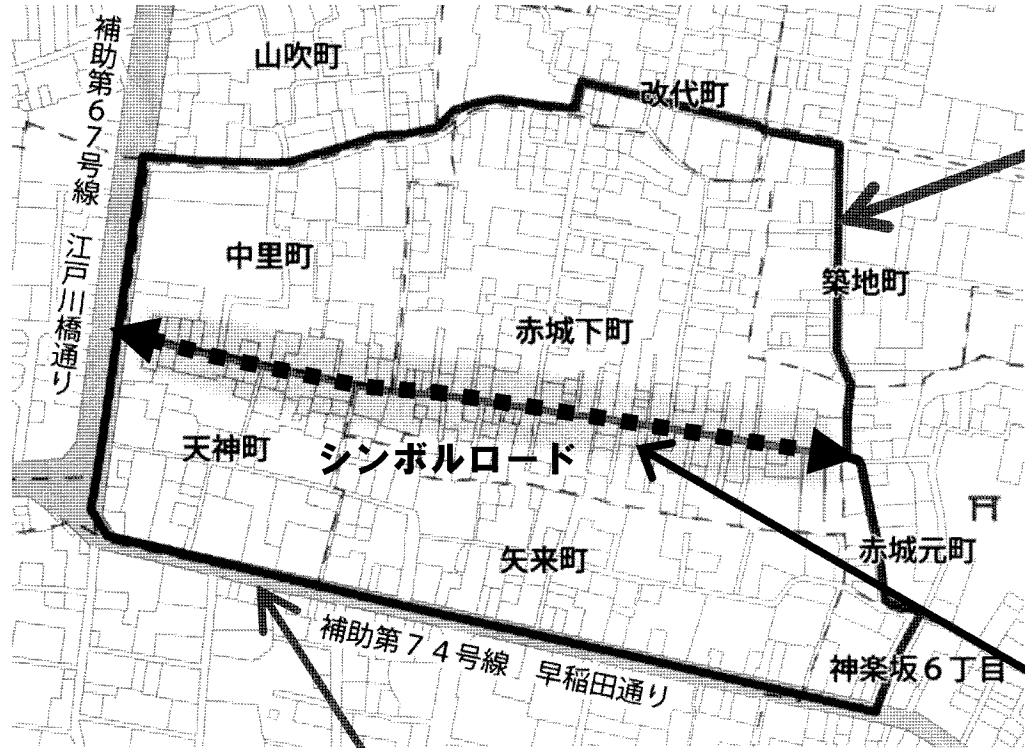 補助第67号線 江戸川橋通り
山吹町
改代町
中里町
築地町
赤城下町
天神町
シンボルロード
矢来町
赤城元町
補助第74号線 早稲田通り
神楽坂6丁目